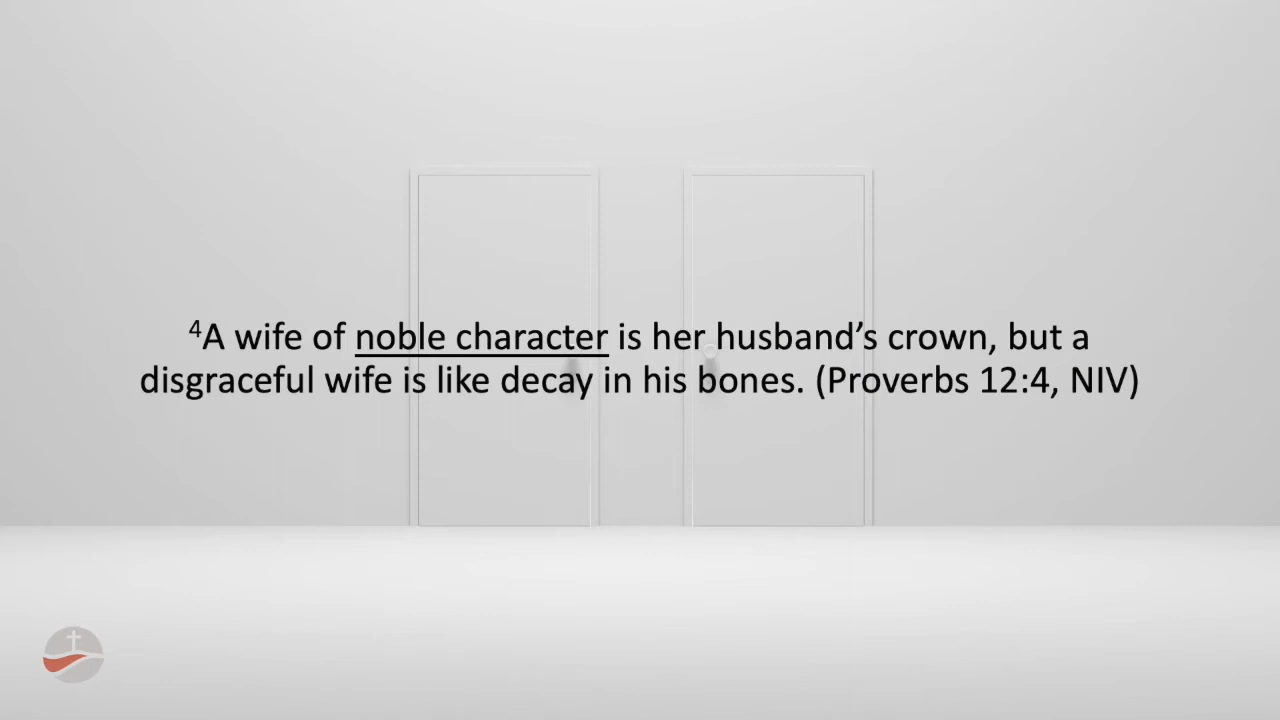 ⁴A wife of noble character is her husband’s crown, but a
disgraceful wife is like decay in his bones. (Proverbs 12:4, NIV)